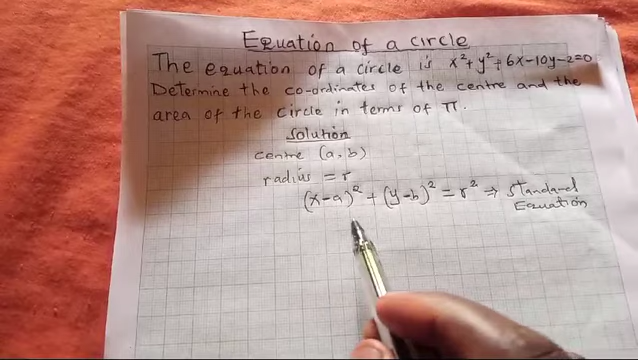 Equation of a circle
The equation of a circle is x²+y²+6x-10y-2=0
Determine the co-ordinates of the centre and the
area of the circle in terms of π.
Solution
centre (a, b)
radius = r
(x-a)² + (y-b)² = r² → standard
Equation